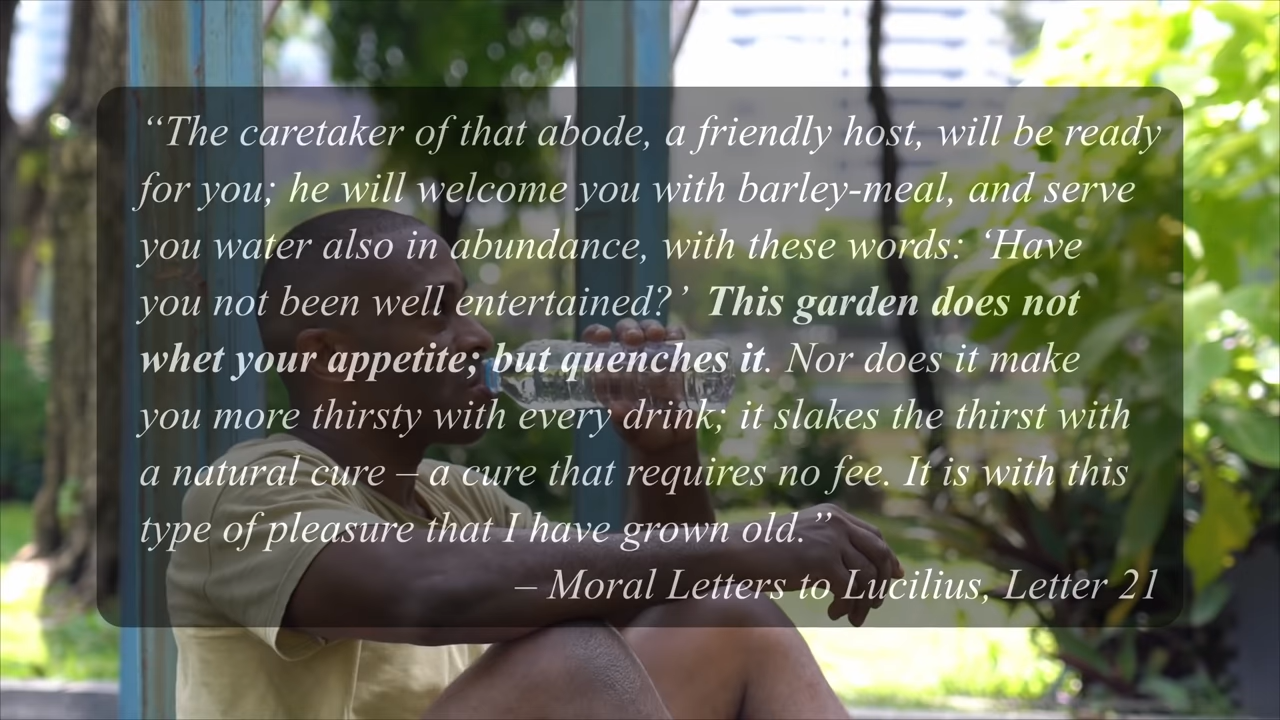 “The caretaker of that abode, a friendly host, will be ready
for you; he will welcome you with barley-meal, and serve
you water also in abundance, with these words: ‘Have
you not been well entertained?’ This garden does not
whet your appetite; but quenches it. Nor does it make
you more thirsty with every drink; it slakes the thirst with
a natural cure – a cure that requires no fee. It is with this
type of pleasure that I have grown old.”
– Moral Letters to Lucilius, Letter 21